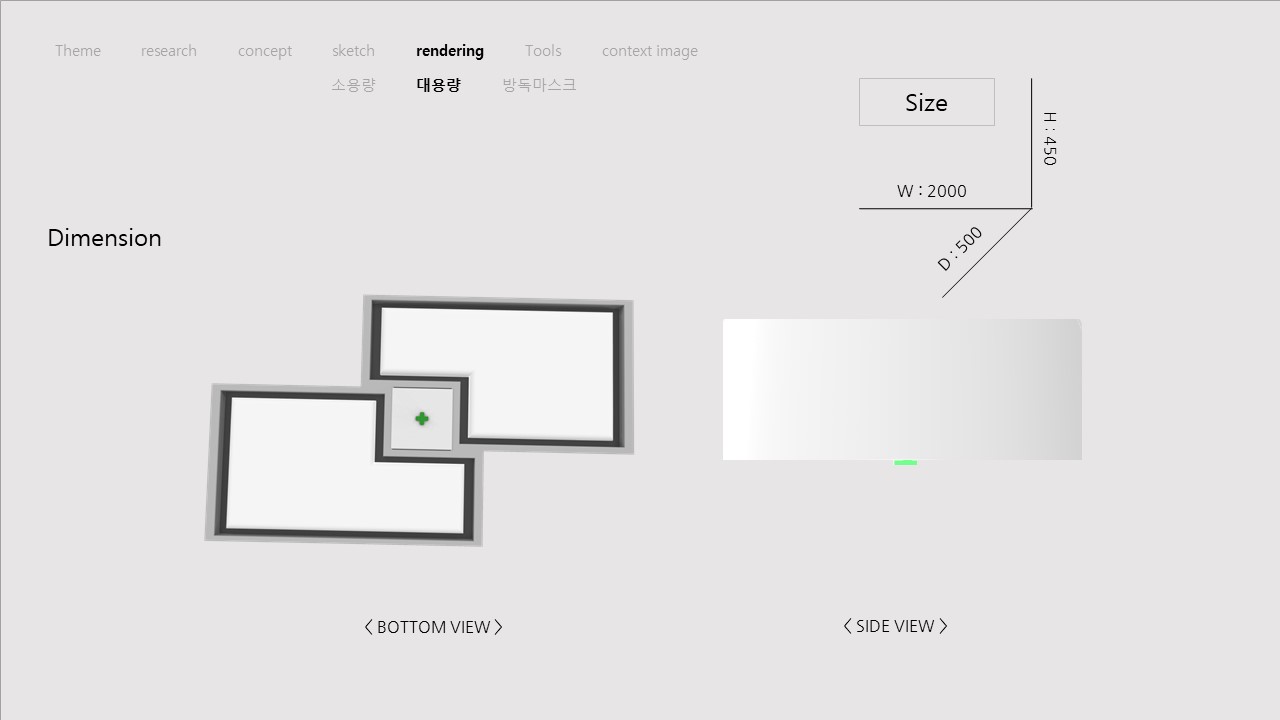 Theme research concept sketch rendering Tools context image
소용량 대용량 방독마스크
Size
H : 450
W : 2000
D : 500
Dimension
〈 BOTTOM VIEW 〉
〈 SIDE VIEW 〉